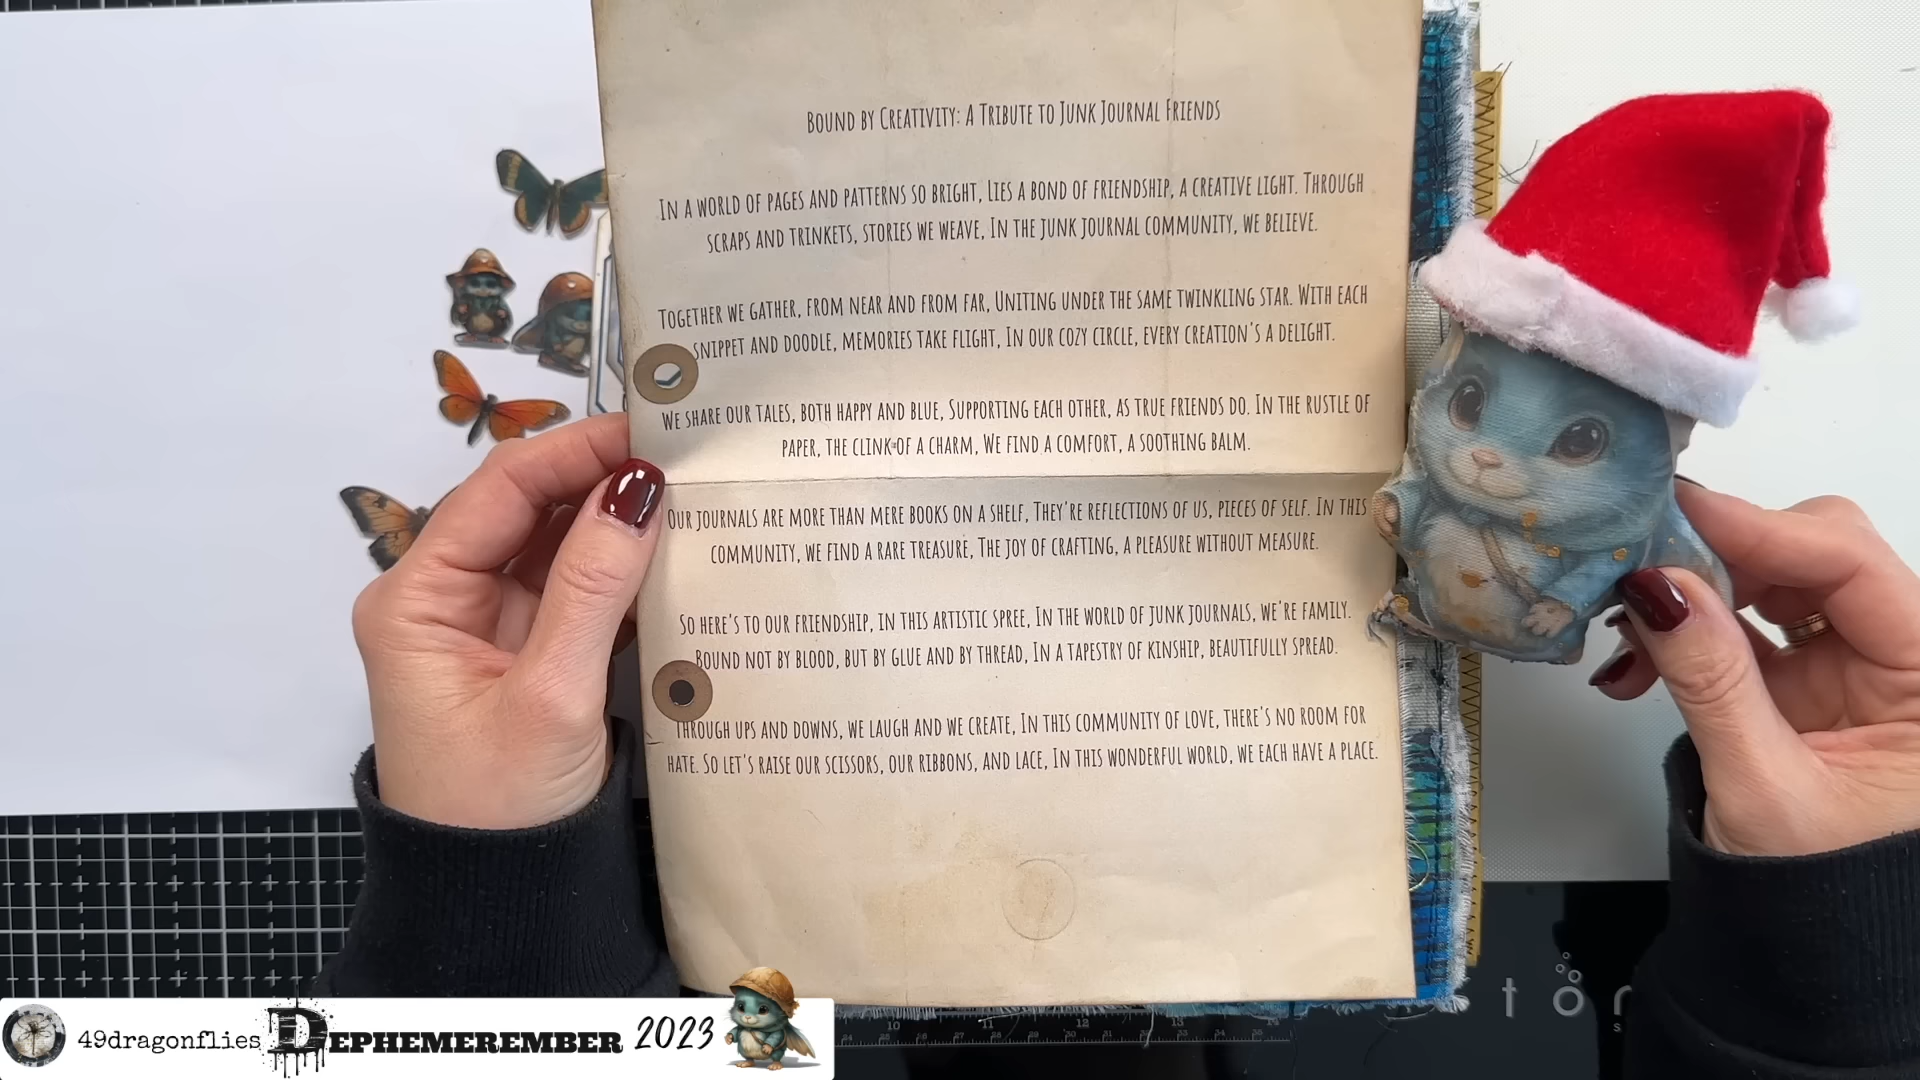 Bound by Creativity: A Tribute to Junk Journal Friends
In a world of pages and patterns so bright, Lies a bond of friendship, a creative light. Through
scraps and trinkets, stories we weave, In the junk journal community, we believe.
Together we gather, from near and from far, Uniting under the same twinkling star. With each
snippet and doodle, memories take flight, In our cozy circle, every creation's a delight.
We share our tales, both happy and blue, Supporting each other, as true friends do. In the rustle of
paper, the clink of a charm, We find a comfort, a soothing balm.
Our journals are more than mere books on a shelf, They're reflections of us, pieces of self. In this
community, we find a rare treasure, The joy of crafting, a pleasure without measure.
So here's to our friendship, in this artistic spree, In the world of junk journals, we're family.
Bound not by blood, but by glue and by thread, In a tapestry of kinship, beautifully spread.
Through ups and downs, we laugh and we create, In this community of love, there's no room for
hate. So let's raise our scissors, our ribbons, and lace, In this wonderful world, we each have a place.
49dragonflies DEPHEMEREMBER 2023
10 11 12 13